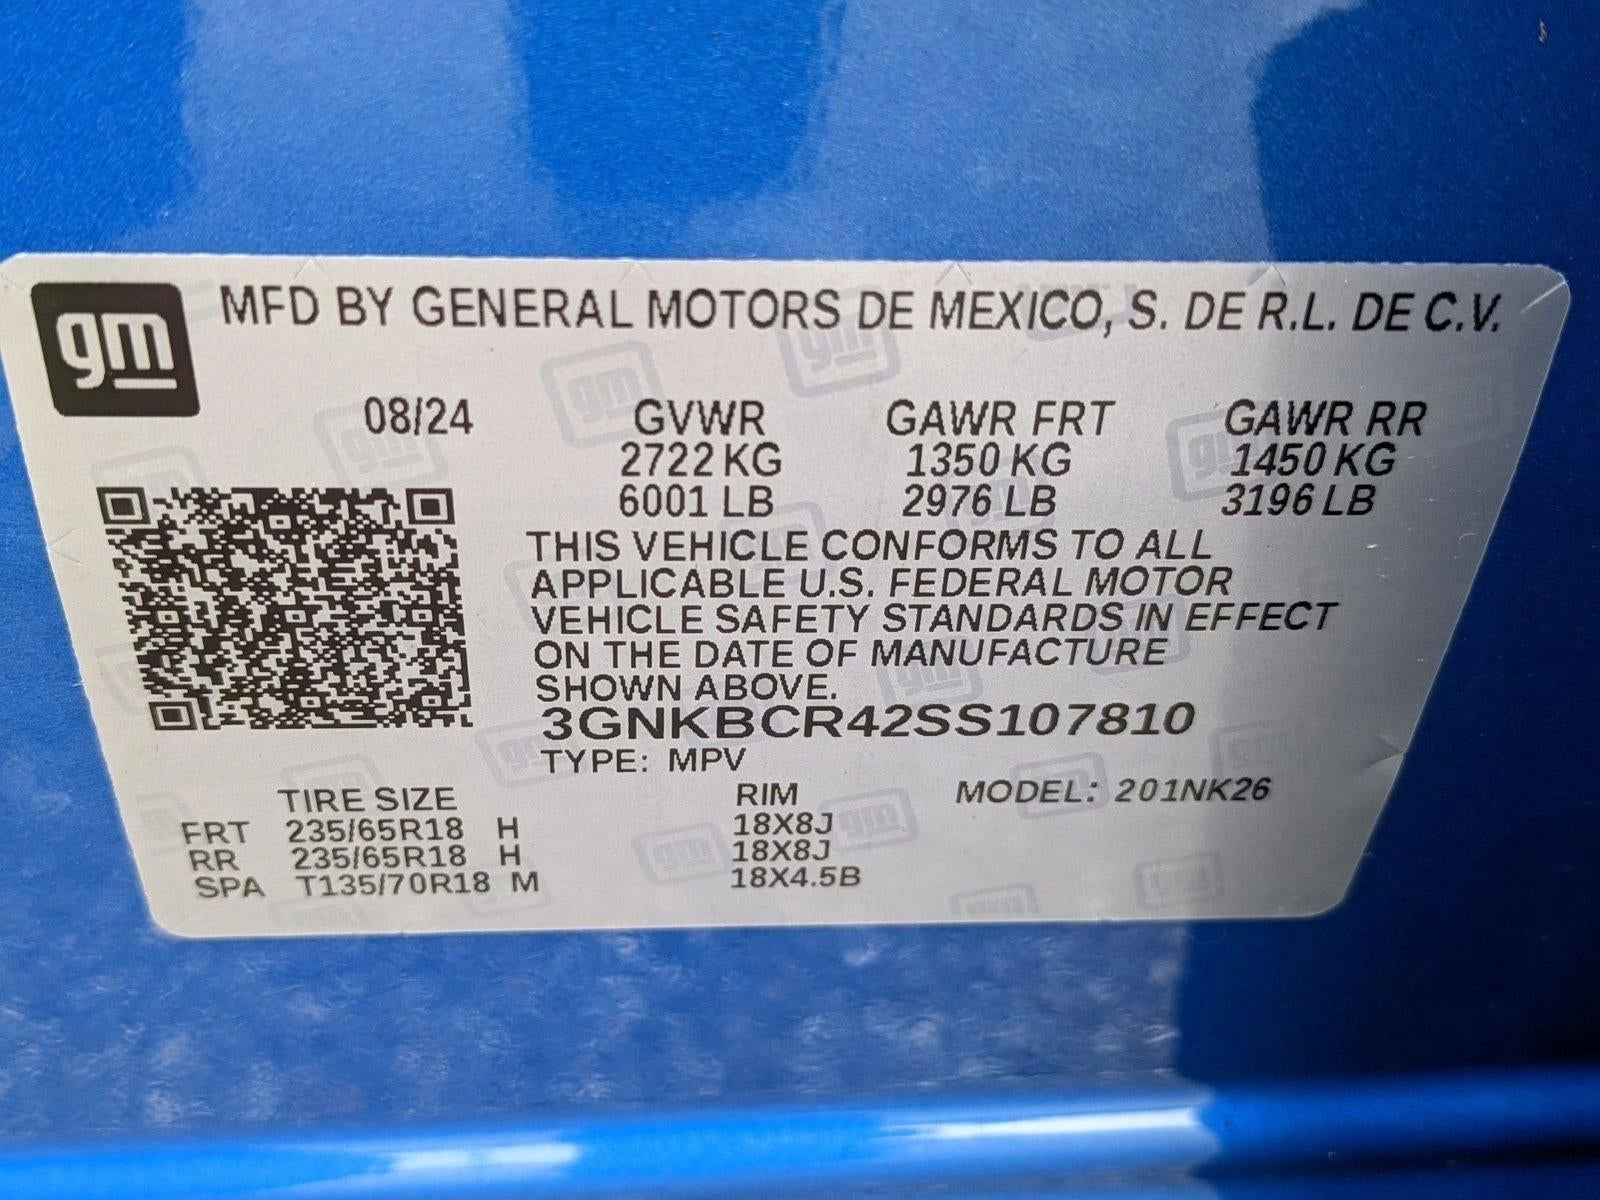 gm
MFD BY GENERAL MOTORS DE MEXICO, S. DE R.L. DE C.V.
08/24 GVWR GAWR FRT GAWR RR
2722 KG 1350 KG 1450 KG
6001 LB 2976 LB 3196 LB
THIS VEHICLE CONFORMS TO ALL
APPLICABLE U.S. FEDERAL MOTOR
VEHICLE SAFETY STANDARDS IN EFFECT
ON THE DATE OF MANUFACTURE
SHOWN ABOVE.
3GNKBCR42SS107810
TYPE: MPV
TIRE SIZE RIM MODEL: 201NK26
FRT 235/65R18 H 18X8J
RR 235/65R18 H 18X8J
SPA T135/70R18 M 18X4.5B